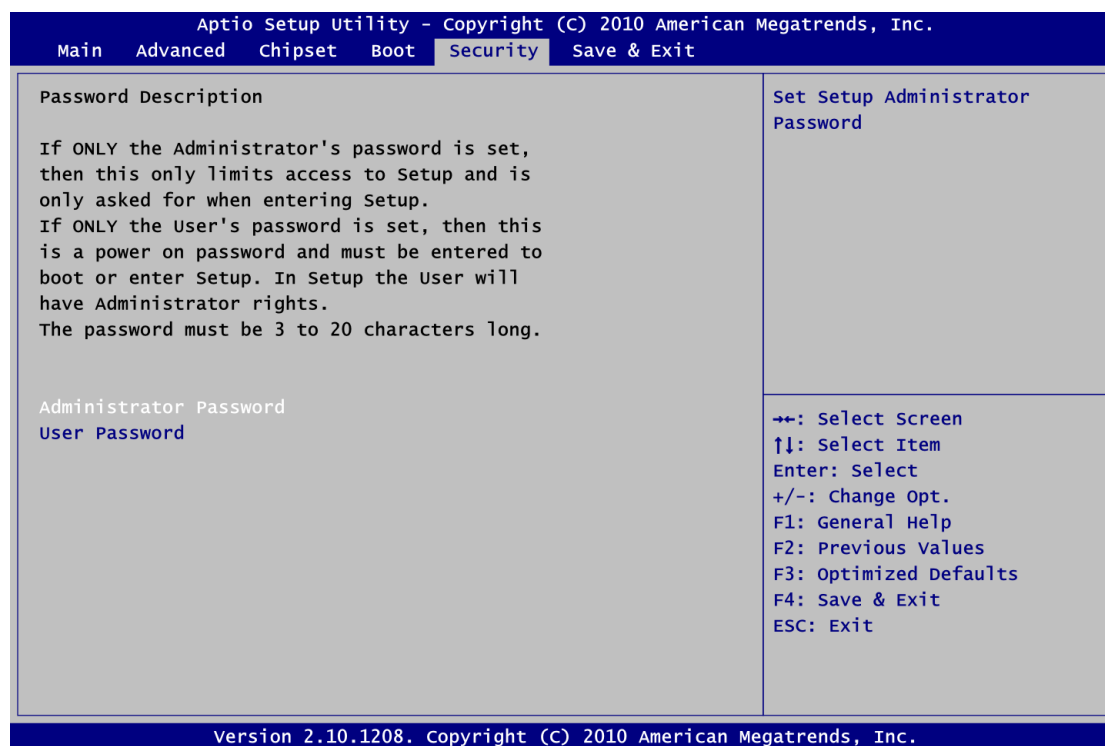 Aptio Setup Utility - Copyright (C) 2010 American Megatrends, Inc.
Main Advanced Chipset Boot Security Save & Exit
Password Description
If ONLY the Administrator's password is set,
then this only limits access to Setup and is
only asked for when entering Setup.
If ONLY the User's password is set, then this
is a power on password and must be entered to
boot or enter Setup. In Setup the User will
have Administrator rights.
The password must be 3 to 20 characters long.
Administrator Password
User Password
Set Setup Administrator
Password
→←: Select Screen
↑↓: Select Item
Enter: Select
+/-: Change Opt.
F1: General Help
F2: Previous Values
F3: Optimized Defaults
F4: Save & Exit
ESC: Exit
Version 2.10.1208. Copyright (C) 2010 American Megatrends, Inc.